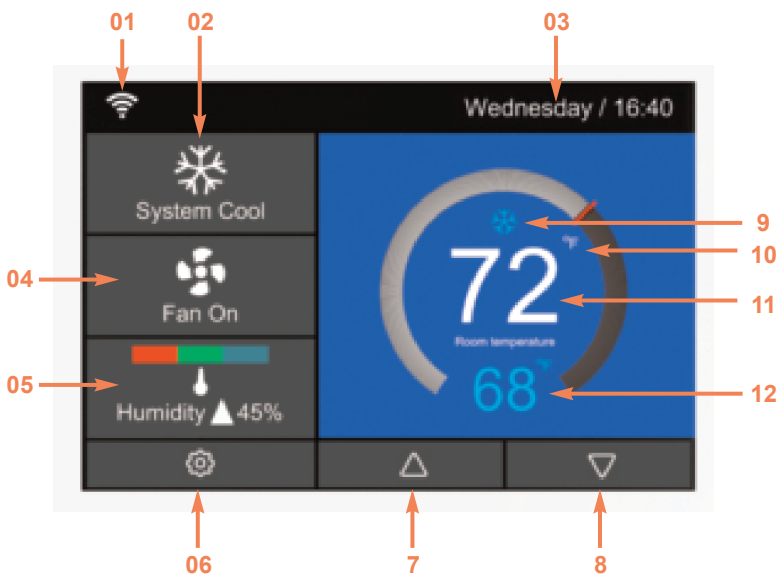 01 02 03
Wednesday / 16:40
System Cool
9
°F 10
04 72 11
Fan On
Room temperature
05 68 °F 12
Humidity 45%
06 7 8